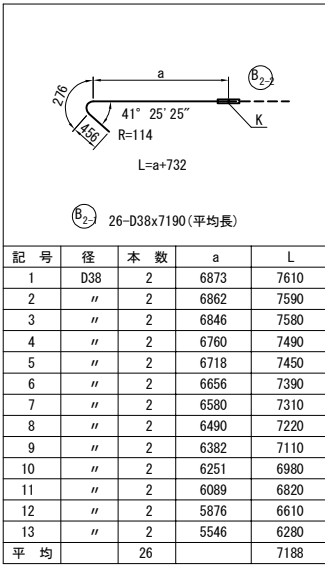 a
B2-2
276
41° 25′ 25″
K
456
R=114
L=a+732
B2-1 26-D38x7190(平均長)
記 号 径 本 数 a L
1 D38 2 6873 7610
2 〃 2 6862 7590
3 〃 2 6846 7580
4 〃 2 6760 7490
5 〃 2 6718 7450
6 〃 2 6656 7390
7 〃 2 6580 7310
8 〃 2 6490 7220
9 〃 2 6382 7110
10 〃 2 6251 6980
11 〃 2 6089 6820
12 〃 2 5876 6610
13 〃 2 5546 6280
平 均 26 7188